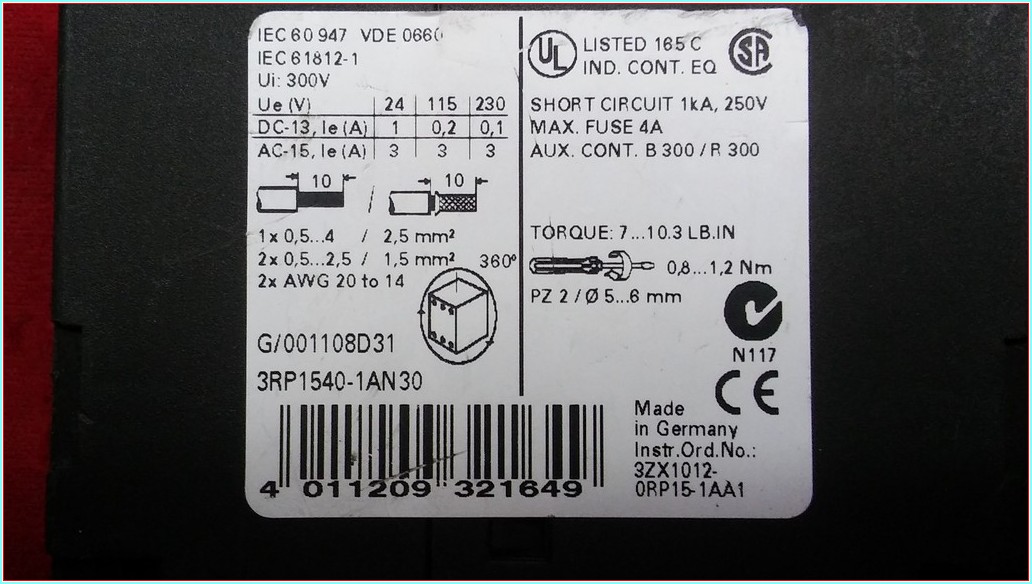 IEC 60 947 VDE 0660
IEC 61812-1
Ui: 300V
Ue (V) 24 115 230
DC-13, Ie (A) 1 0,2 0,1
AC-15, Ie (A) 3 3 3
10 / 10
1x 0,5...4 / 2,5 mm²
2x 0,5...2,5 / 1,5 mm²
2x AWG 20 to 14
360°
G/001108D31
3RP1540-1AN30
4 011209 321649
UL LISTED 165 C
IND. CONT. EQ
SA
SHORT CIRCUIT 1kA, 250V
MAX. FUSE 4A
AUX. CONT. B 300 / R 300
TORQUE: 7...10.3 LB.IN
0,8...1,2 Nm
PZ 2 / Ø 5...6 mm
N117
CE
Made
in Germany
Instr.Ord.No.:
3ZX1012-
0RP15-1AA1